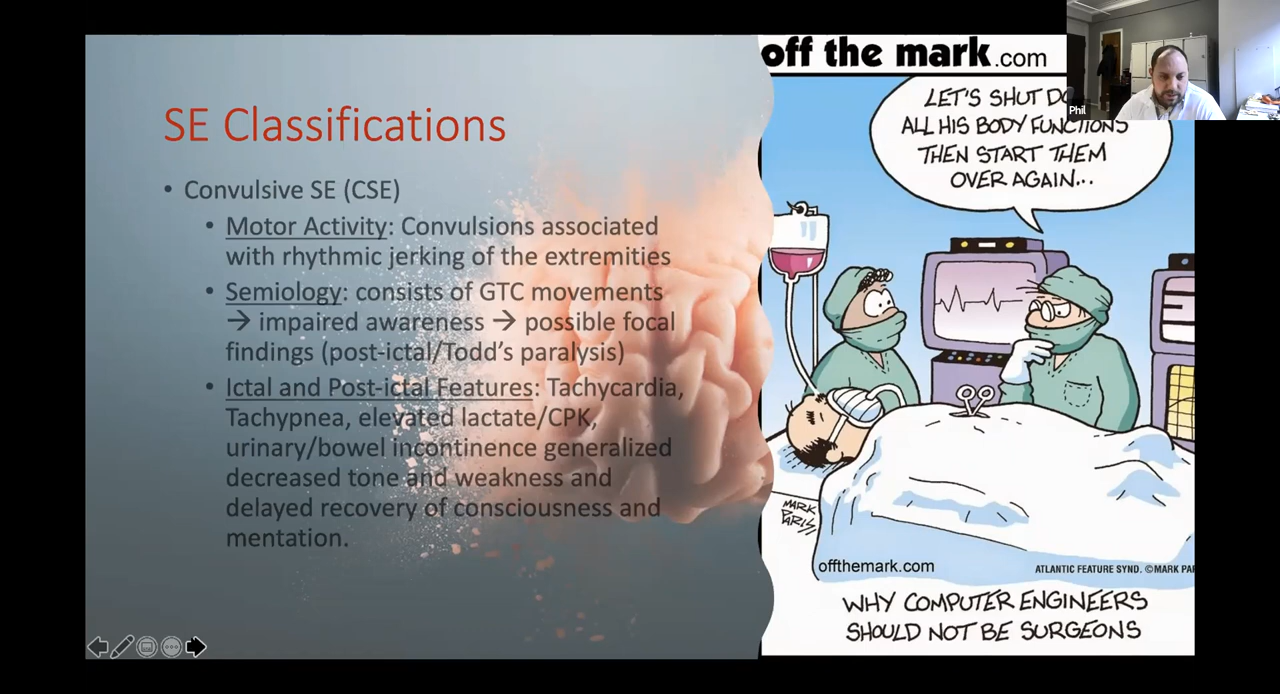 SE Classifications
• Convulsive SE (CSE)
• Motor Activity: Convulsions associated
with rhythmic jerking of the extremities
• Semiology: consists of GTC movements
→ impaired awareness → possible focal
findings (post-ictal/Todd's paralysis)
• Ictal and Post-ictal Features: Tachycardia,
Tachypnea, elevated lactate/CPK,
urinary/bowel incontinence generalized
decreased tone and weakness and
delayed recovery of consciousness and
mentation.
off the mark.com
LET'S SHUT
ALL HIS BODY FUNCTIONS
THEN START THEM
OVER AGAIN...
Phil
MARK
PARISI
offthemark.com
ATLANTIC FEATURE SYND. ©MARK
WHY COMPUTER ENGINEERS
SHOULD NOT BE SURGEONS